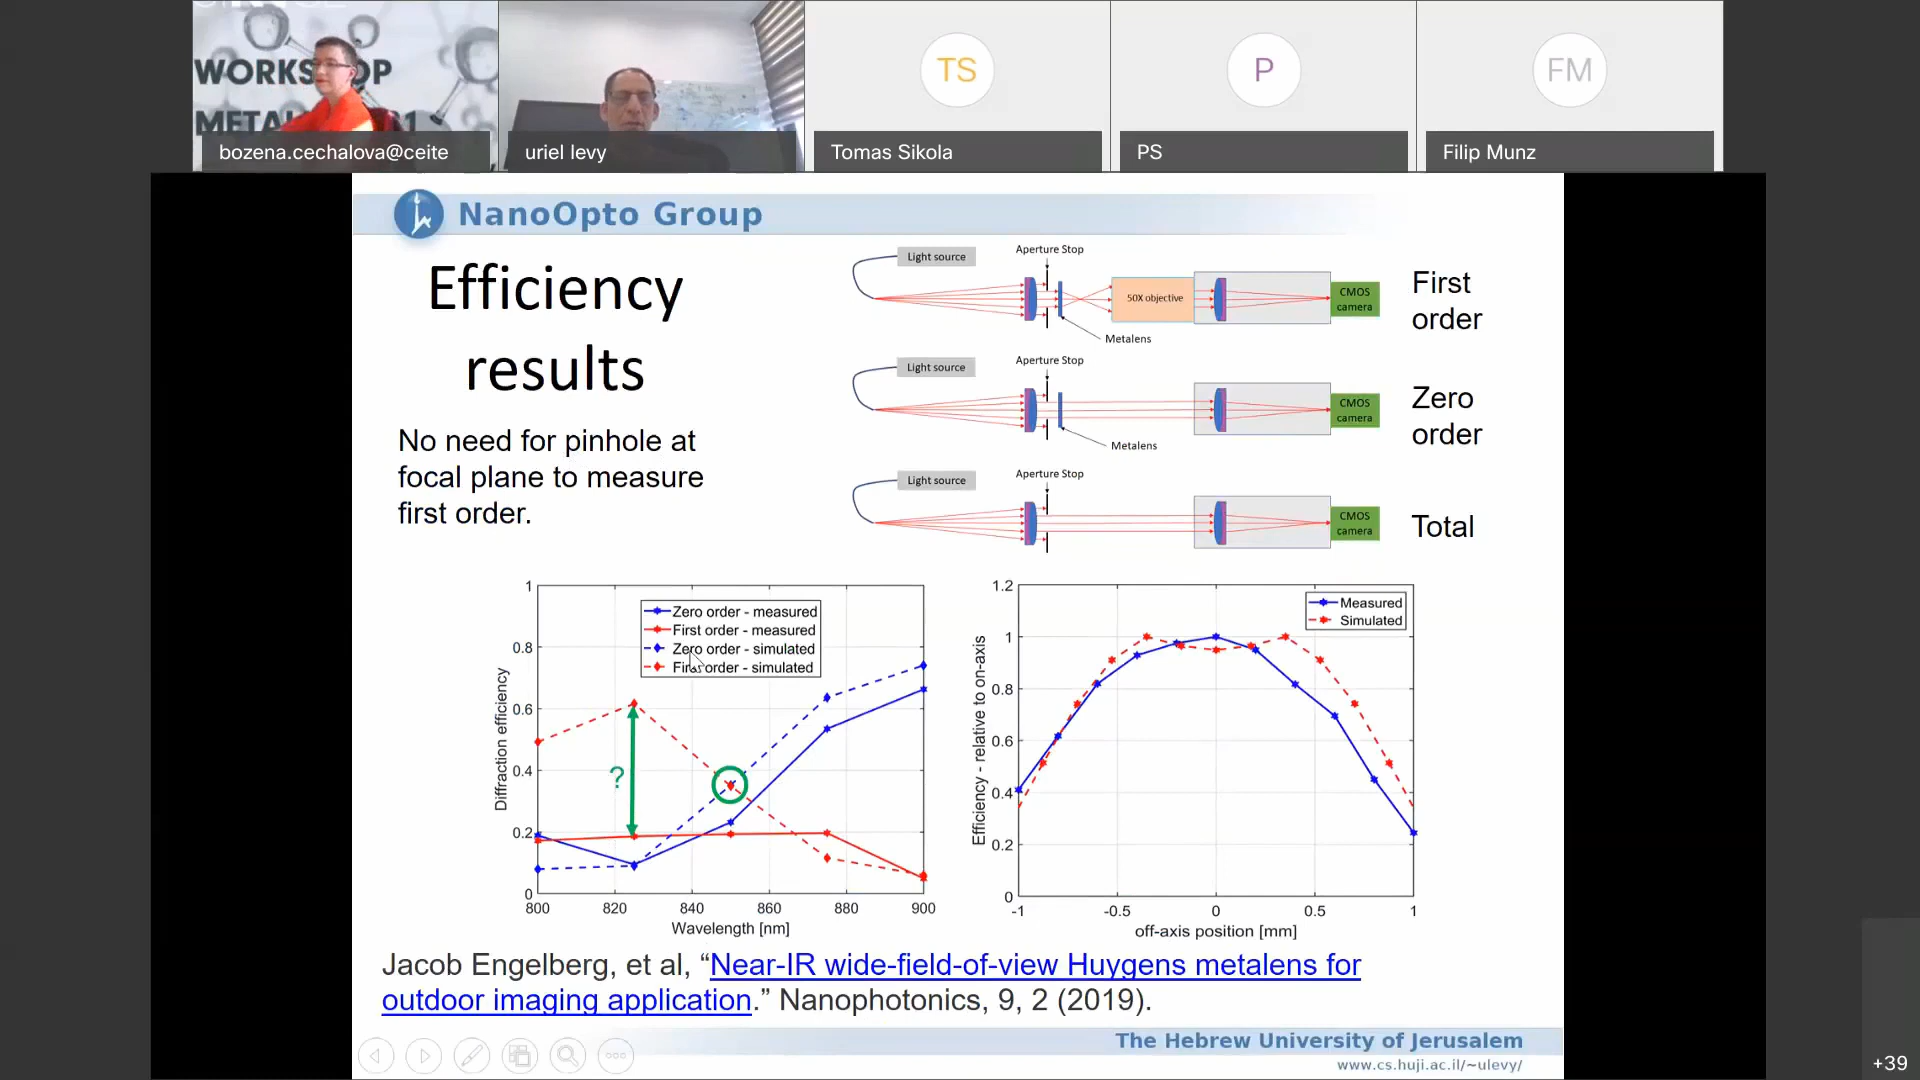 WORKSHOP
bozena.cechalova@ceite
uriel levy
TS
Tomas Sikola
P
PS
FM
Filip Munz
NanoOpto Group
Efficiency
results
No need for pinhole at
focal plane to measure
first order.
Light source
Aperture Stop
50X objective
CMOS
camera
Metalens
First
order
Light source
Aperture Stop
CMOS
camera
Metalens
Zero
order
Light source
Aperture Stop
CMOS
camera
Total
Diffraction efficiency
1
0.8
0.6
0.4
0.2
0
Zero order - measured
First order - measured
Zero order - simulated
First order - simulated
?
800
820
840
860
880
900
Wavelength [nm]
Efficiency - relative to on-axis
1.2
1
0.8
0.6
0.4
0.2
0
Measured
Simulated
-1
-0.5
0
0.5
1
off-axis position [mm]
Jacob Engelberg, et al, “Near-IR wide-field-of-view Huygens metalens for
outdoor imaging application.” Nanophotonics, 9, 2 (2019).
The Hebrew University of Jerusalem
www.cs.huji.ac.il/~ulevy/
+39